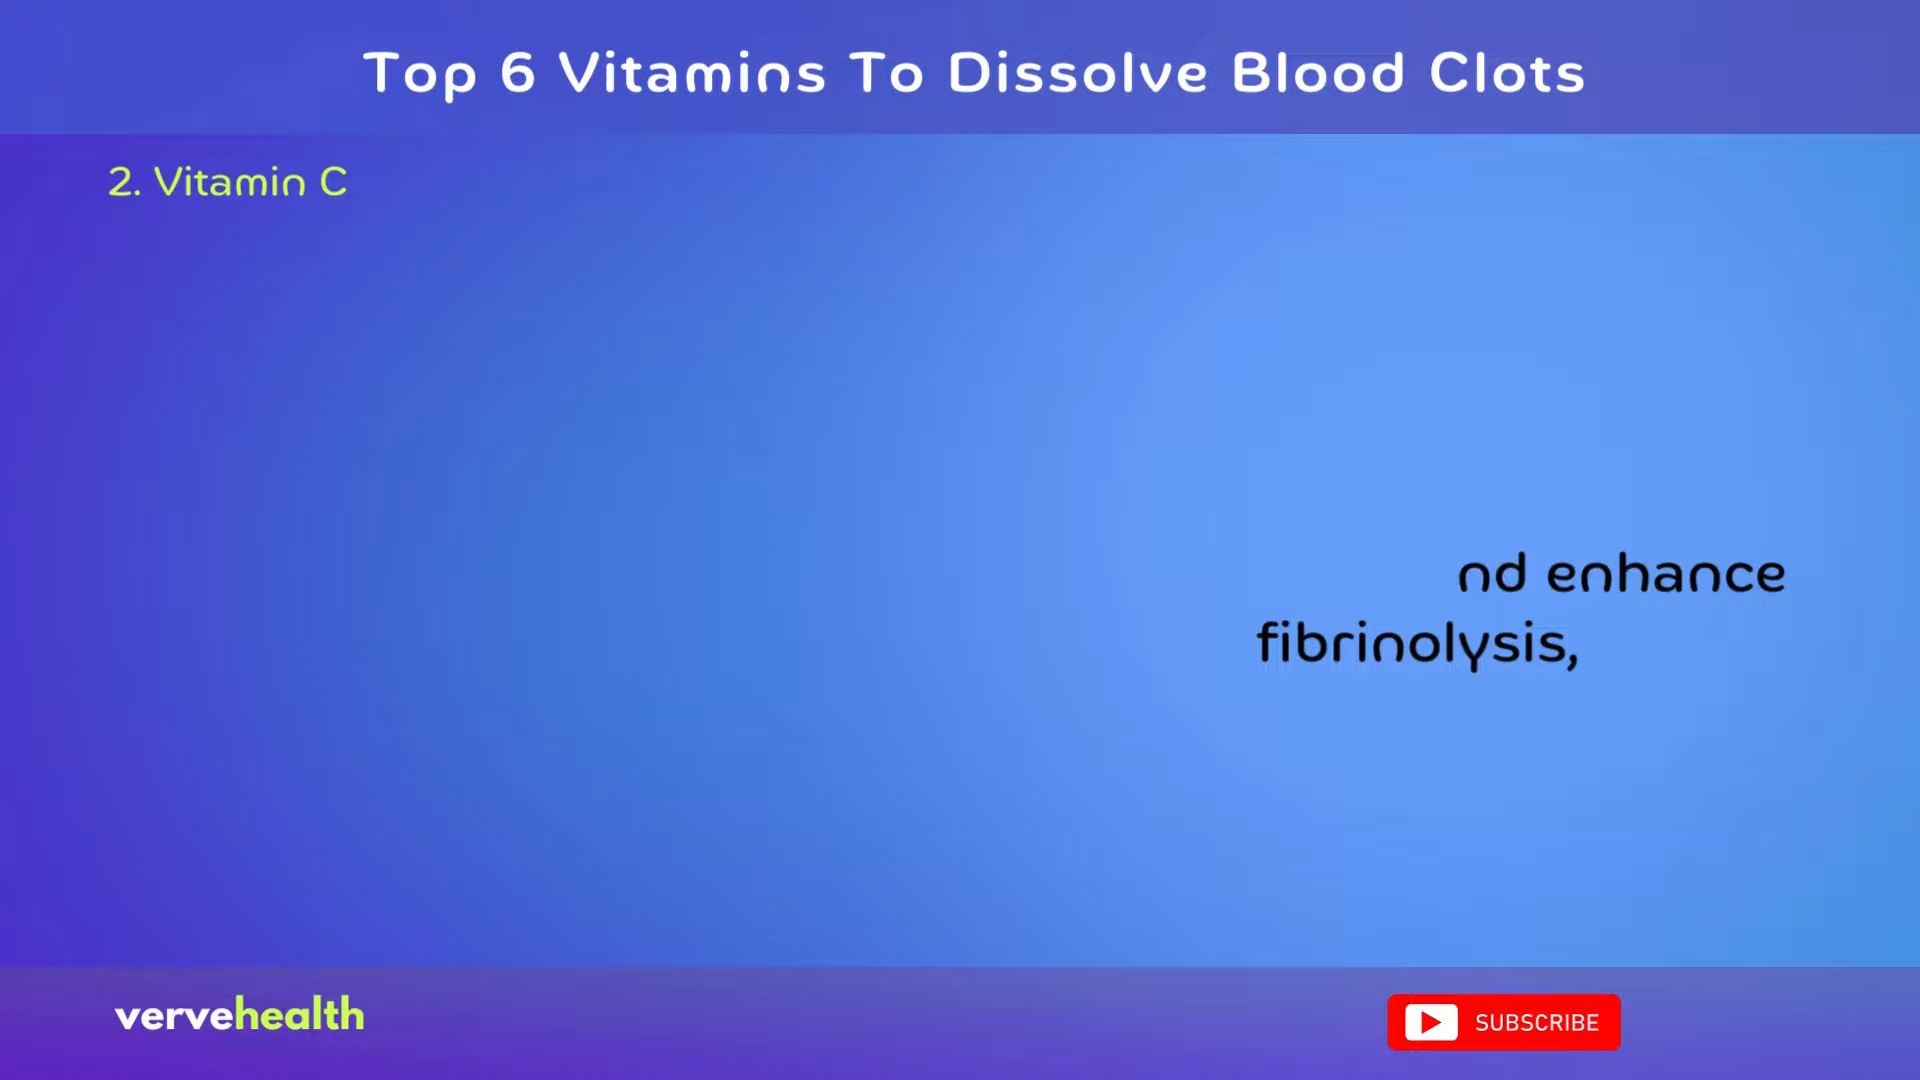 Top 6 Vitamins To Dissolve Blood Clots
2. Vitamin C
nd enhance
fibrinolysis,
vervehealth
SUBSCRIBE